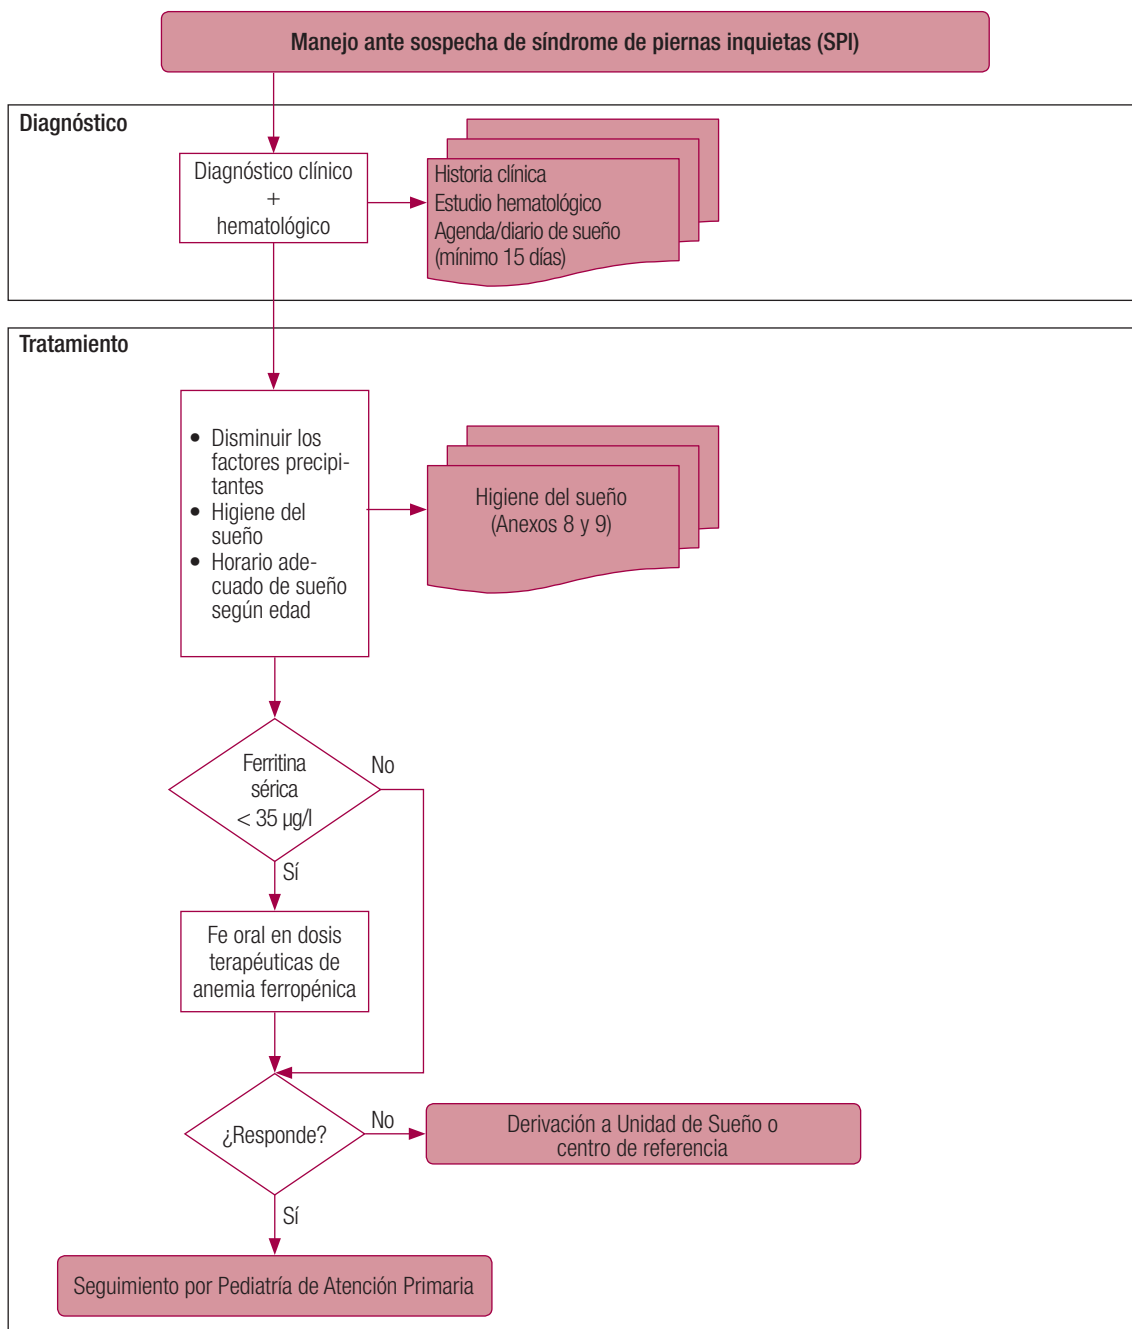 Manejo ante sospecha de síndrome de piernas inquietas (SPI)
Diagnóstico
Diagnóstico clínico
+
hematológico
Historia clínica
Estudio hematológico
Agenda/diario de sueño
(mínimo 15 días)
Tratamiento
• Disminuir los
factores precipi-
tantes
• Higiene del
sueño
• Horario ade-
cuado de sueño
según edad
Higiene del sueño
(Anexos 8 y 9)
Ferritina
sérica
< 35 µg/l
No
Sí
Fe oral en dosis
terapéuticas de
anemia ferropénica
¿Responde?
No
Derivación a Unidad de Sueño o
centro de referencia
Sí
Seguimiento por Pediatría de Atención Primaria